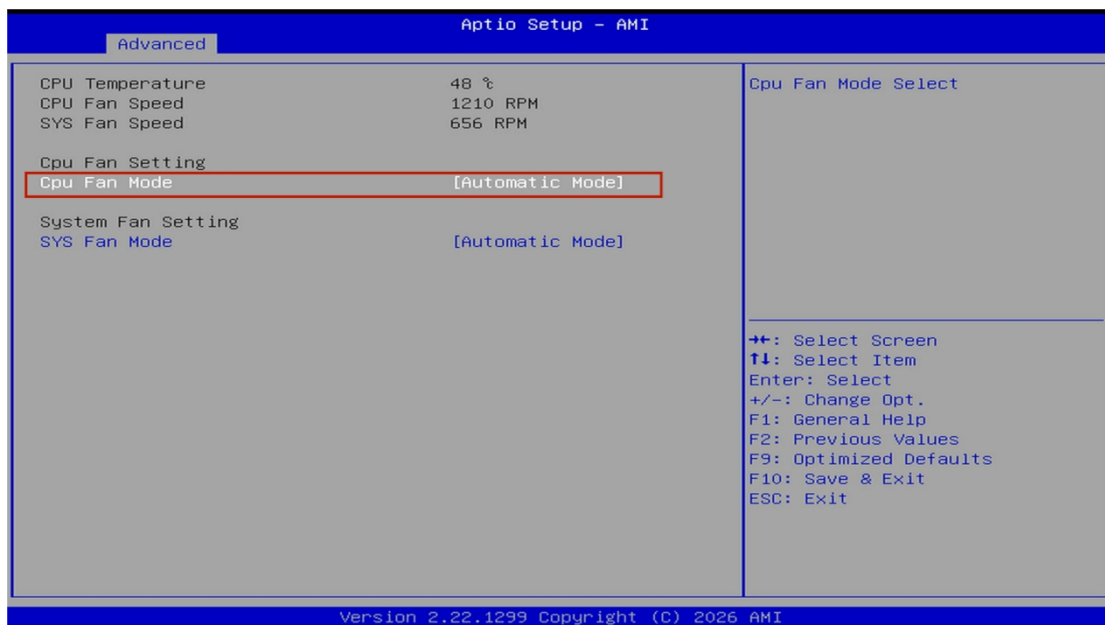 Aptio Setup – AMI
Advanced
CPU Temperature 48 ℃
CPU Fan Speed 1210 RPM
SYS Fan Speed 656 RPM
Cpu Fan Setting
Cpu Fan Mode [Automatic Mode]
System Fan Setting
SYS Fan Mode [Automatic Mode]
Cpu Fan Mode Select
→←: Select Screen
↑↓: Select Item
Enter: Select
+/-: Change Opt.
F1: General Help
F2: Previous Values
F9: Optimized Defaults
F10: Save & Exit
ESC: Exit
Version 2.22.1299 Copyright (C) 2026 AMI